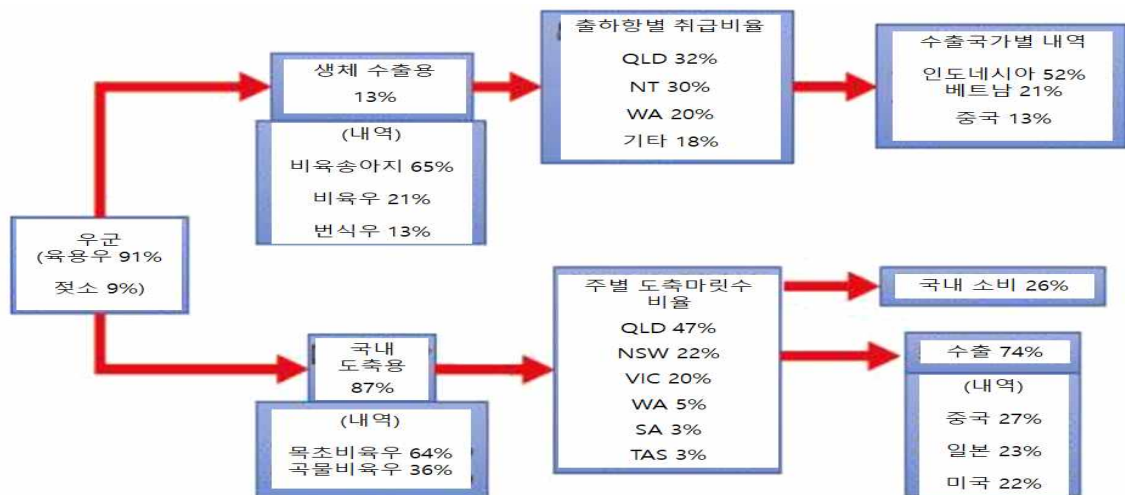 우군
(육용우 91%
젖소 9%)
생체 수출용
13%
(내역)
비육송아지 65%
비육우 21%
번식우 13%
출하항별 취급비율
QLD 32%
NT 30%
WA 20%
기타 18%
수출국가별 내역
인도네시아 52%
베트남 21%
중국 13%
국내
도축용
87%
(내역)
목초비육우 64%
곡물비육우 36%
주별 도축마릿수
비율
QLD 47%
NSW 22%
VIC 20%
WA 5%
SA 3%
TAS 3%
국내 소비 26%
수출 74%
(내역)
중국 27%
일본 23%
미국 22%